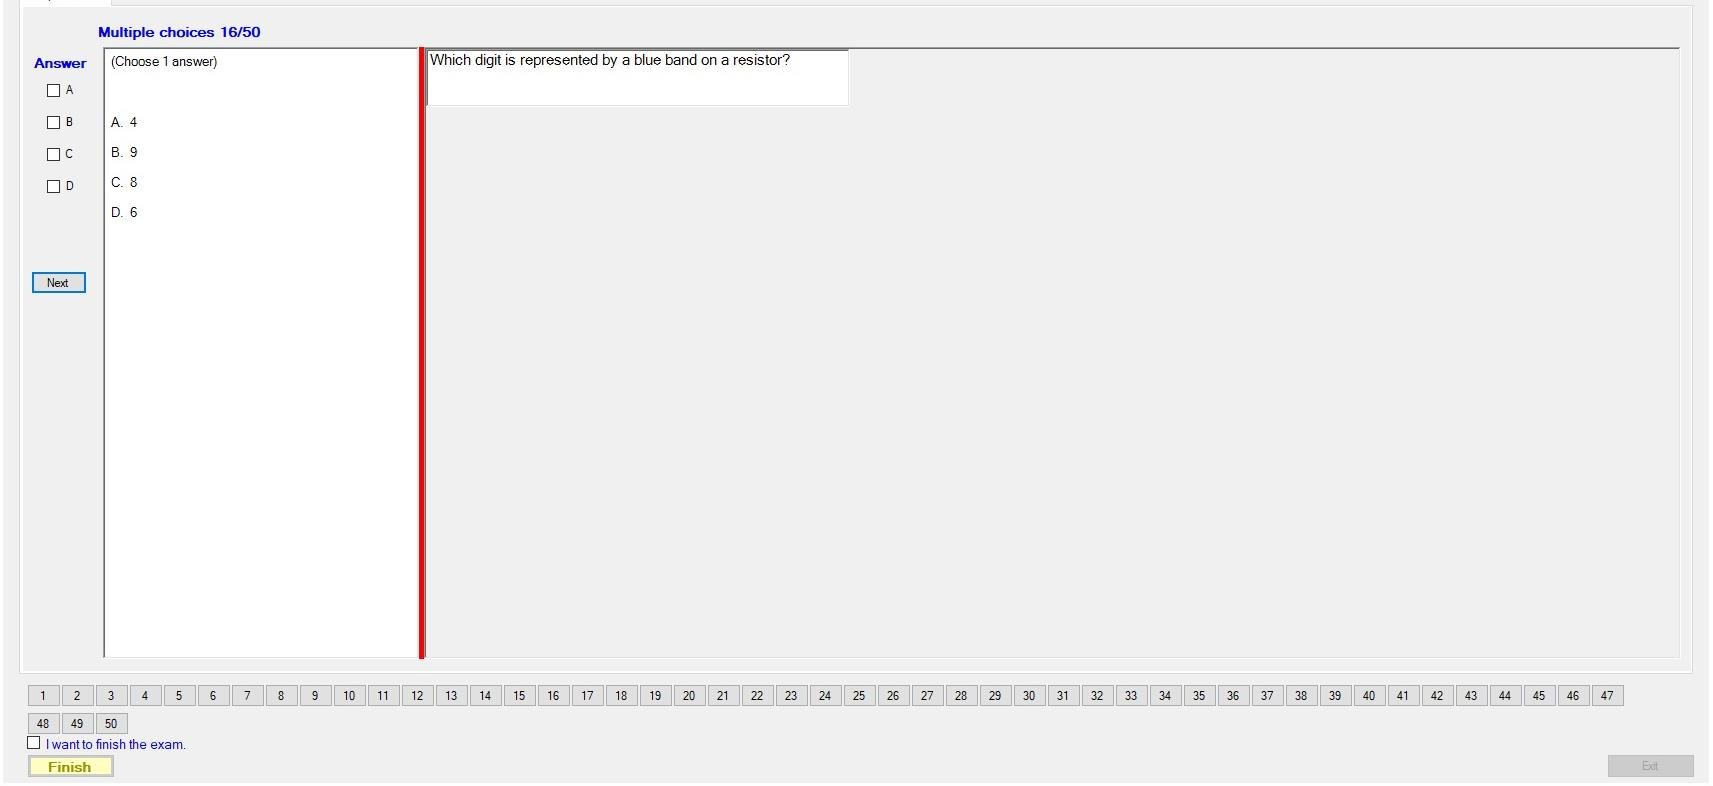 Multiple choices 16/50
Answer
(Choose 1 answer)
Which digit is represented by a blue band on a resistor?
A
B
C
D
A. 4
B. 9
C. 8
D. 6
Next
1 2 3 4 5 6 7 8 9 10 11 12 13 14 15 16 17 18 19 20 21 22 23 24 25 26 27 28 29 30 31 32 33 34 35 36 37 38 39 40 41 42 43 44 45 46 47
48 49 50
I want to finish the exam.
Finish
Exit